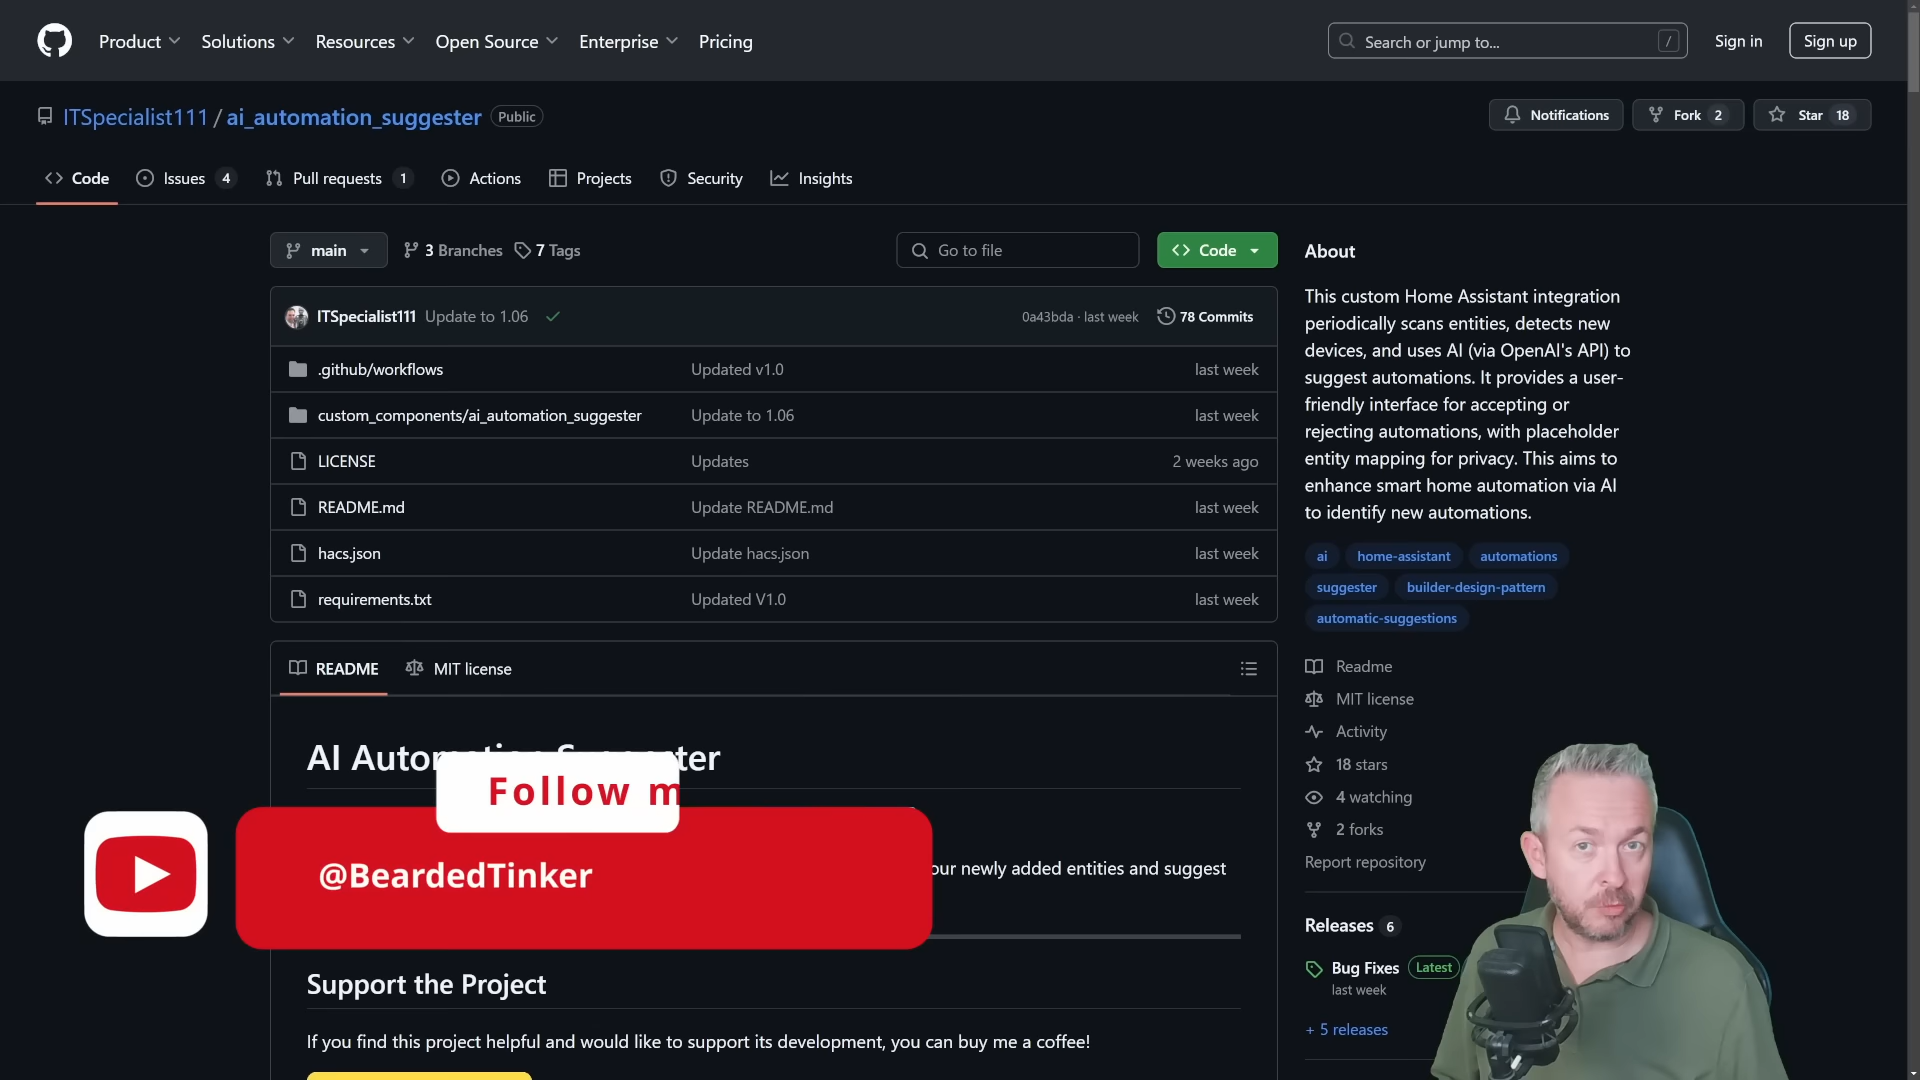 Product
Solutions
Resources
Open Source
Enterprise
Pricing
Search or jump to...
/
Sign in
Sign up
ITSpecialist111 / ai_automation_suggester
Public
Notifications
Fork 2
Star 18
Code
Issues 4
Pull requests 1
Actions
Projects
Security
Insights
main
3 Branches
7 Tags
Go to file
Code
ITSpecialist111 Update to 1.06
0a43bda · last week
78 Commits
.github/workflows Updated v1.0 last week
custom_components/ai_automation_suggester Update to 1.06 last week
LICENSE Updates 2 weeks ago
README.md Update README.md last week
hacs.json Update hacs.json last week
requirements.txt Updated V1.0 last week
README
MIT license
AI Automation Suggester
Follow m
@BeardedTinker
our newly added entities and suggest
Support the Project
If you find this project helpful and would like to support its development, you can buy me a coffee!
About
This custom Home Assistant integration
periodically scans entities, detects new
devices, and uses AI (via OpenAI's API) to
suggest automations. It provides a user-
friendly interface for accepting or
rejecting automations, with placeholder
entity mapping for privacy. This aims to
enhance smart home automation via AI
to identify new automations.
ai home-assistant automations
suggester builder-design-pattern
automatic-suggestions
Readme
MIT license
Activity
18 stars
4 watching
2 forks
Report repository
Releases 6
Bug Fixes Latest
last week
+ 5 releases